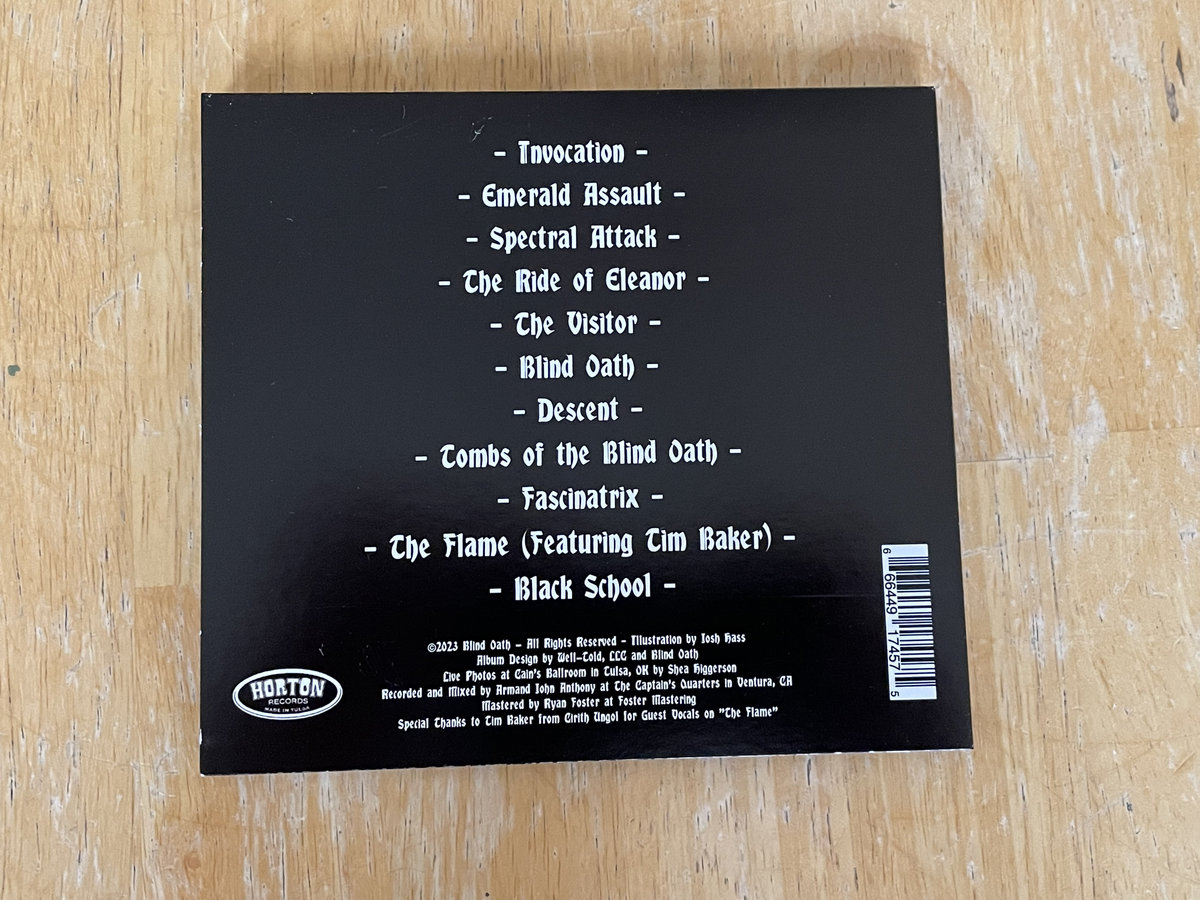 - Invocation -
- Emerald Assault -
- Spectral Attack -
- The Ride of Eleanor -
- The Visitor -
- Blind Oath -
- Descent -
- Tombs of the Blind Oath -
- Fascinatrix -
- The Flame (Featuring Tim Baker) -
- Black School -
©2023 Blind Oath - All Rights Reserved - Illustration by Josh Hass
Album Design by Well-Told, LLC and Blind Oath
Live Photos at Cain's Ballroom in Tulsa, OK by Shea Higgerson
Recorded and Mixed by Armand John Anthony at The Captain's Quarters in Ventura, CA
Mastered by Ryan Foster at Foster Mastering
Special Thanks to Tim Baker from Cirith Ungol for Guest Vocals on "The Flame"
HORTON
RECORDS
MADE IN TULSA
6 66449 17457 5